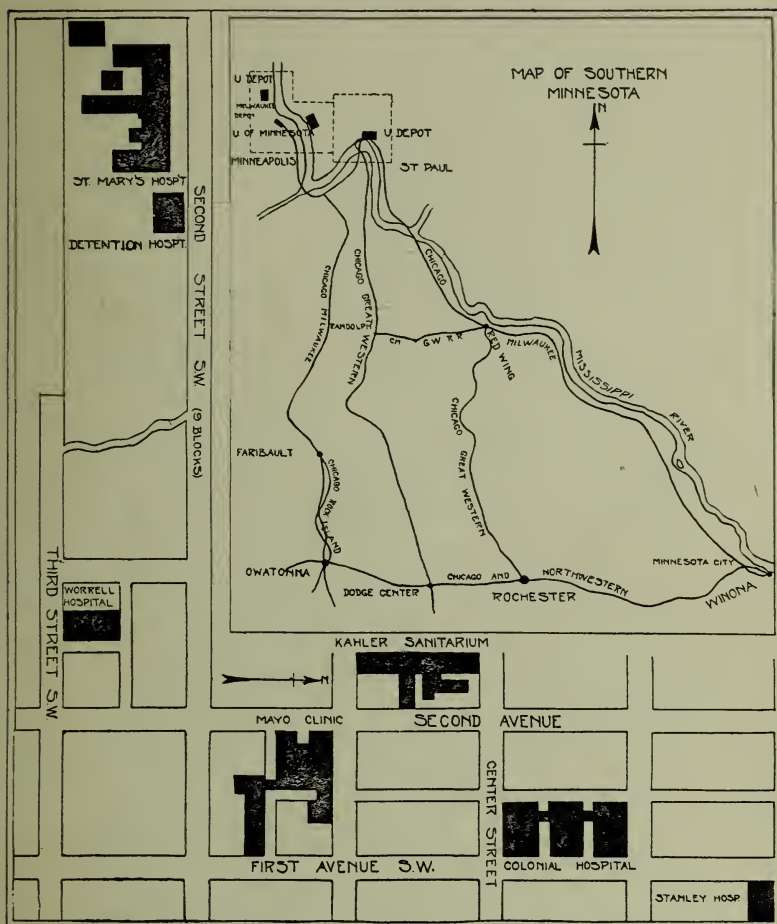 MAP OF SOUTHERN
MINNESOTA
N
U DEPOT
MILWAUKEE
DEPOT
U OF MINNESOTA
U DEPOT
MINNEAPOLIS
ST PAUL
ST. MARY'S HOSPT
DETENTION HOSPT.
SECOND STREET S.W. (9 BLOCKS)
CHICAGO MILWAUKEE
CHICAGO GREAT WESTERN
RANDOLPH
CH G W R R
CHICAGO
MILWAUKEE
RED WING
MISSISSIPPI RIVER
CHICAGO GREAT WESTERN
FARIBAULT
CHICAGO ROCK ISLAND
OWATONNA
DODGE CENTER
CHICAGO AND
NORTHWESTERN
ROCHESTER
MINNESOTA CITY
WINONA
THIRD STREET S.W.
WORRELL
HOSPITAL
KAHLER SANITARIUM
N
MAYO CLINIC
SECOND AVENUE
CENTER STREET
FIRST AVENUE S.W.
COLONIAL HOSPITAL
STANLEY HOSP.